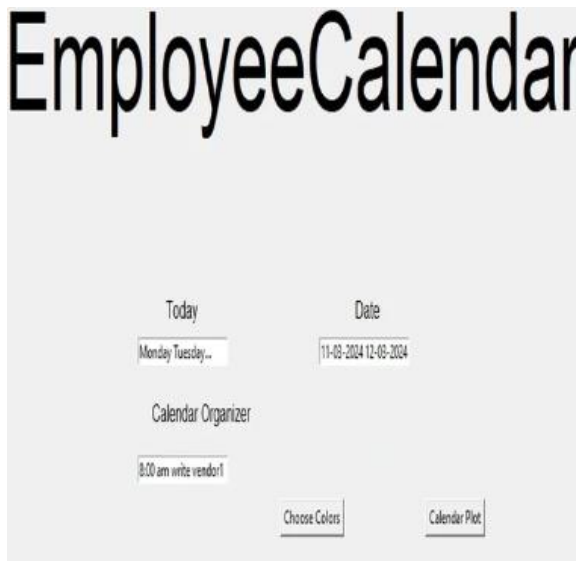 EmployeeCalendar
Today Date
Monday Tuesday... 11-03-2024 12-03-2024
Calendar Organizer
8:00 am write vendor1
Choose Colors Calendar Plot